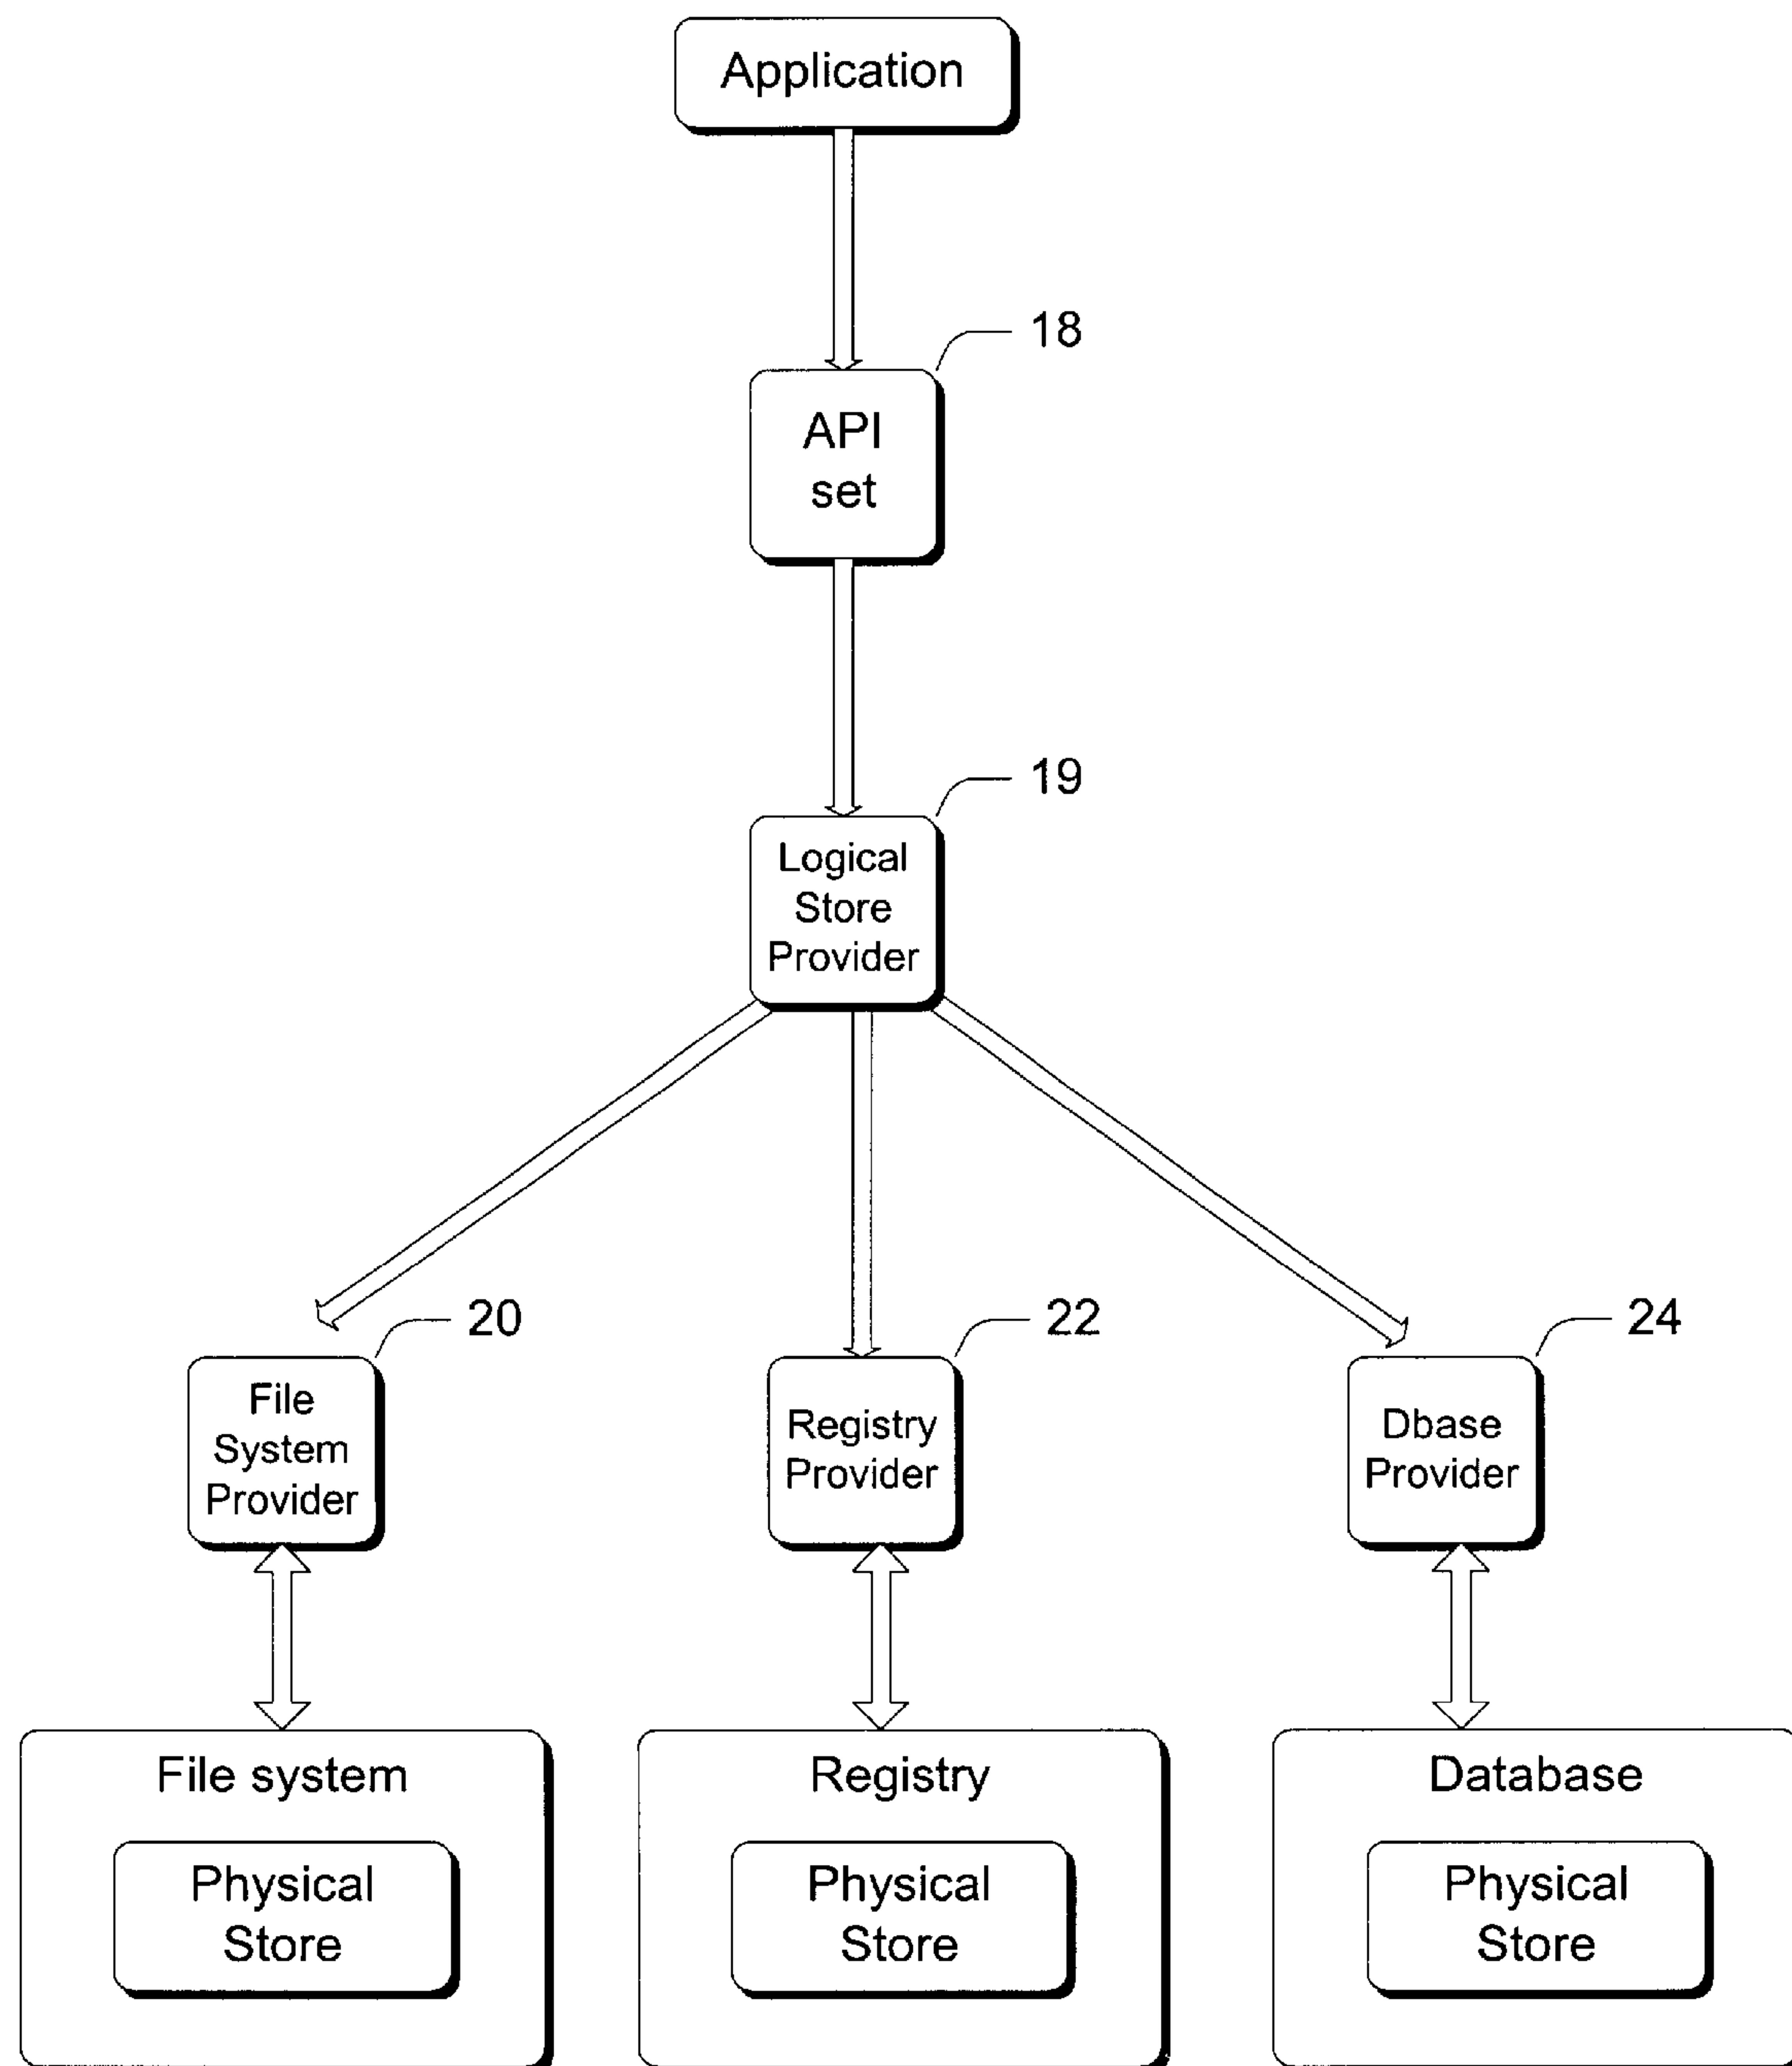 Application
18
API
set
19
Logical
Store
Provider
20
22
24
File
System
Provider
Registry
Provider
Dbase
Provider
File system
Registry
Database
Physical
Store
Physical
Store
Physical
Store